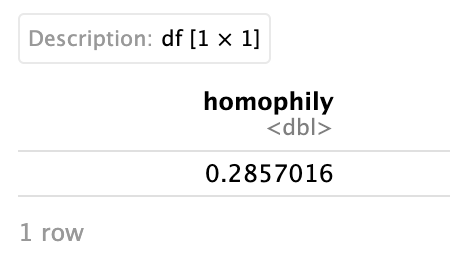 Description: df [1 × 1]
homophily
<dbl>
0.2857016
1 row